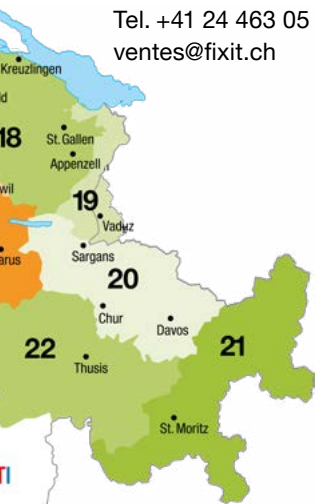 Tel. +41 24 463 05
ventes@fixit.ch
Kreuzlingen
18
St. Gallen
Appenzell
19
Vaduz
Sargans
20
Chur
Davos
21
22
Thusis
St. Moritz